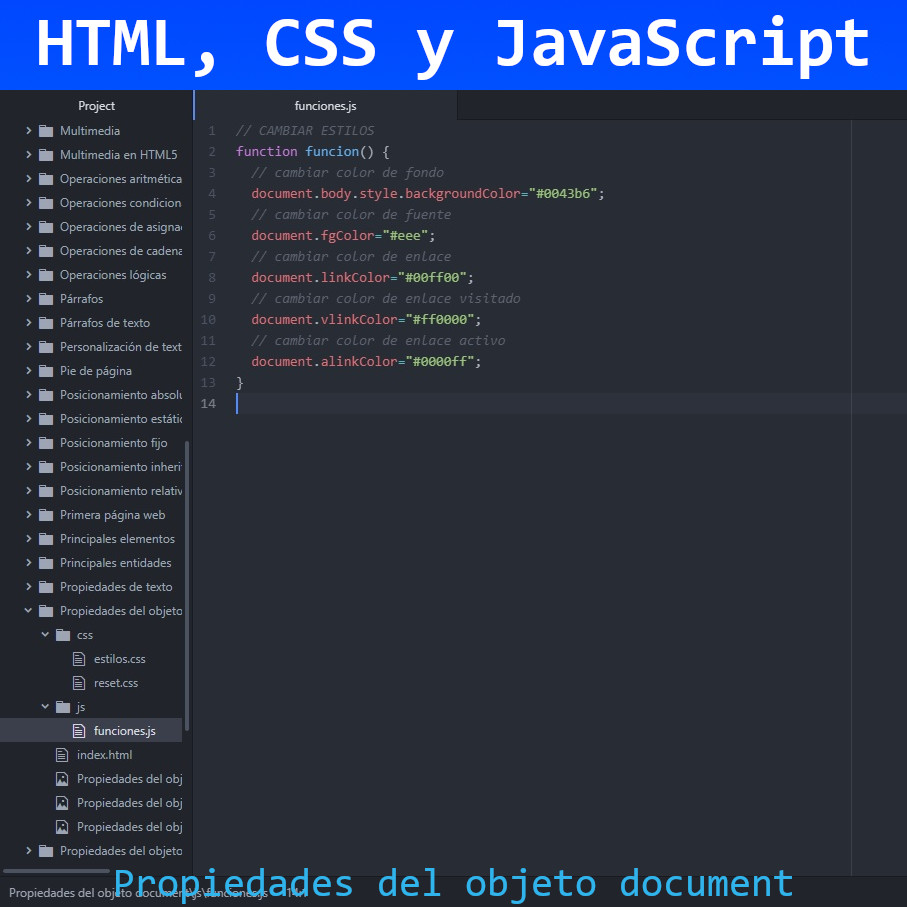 HTML, CSS y JavaScript
Project
Multimedia
Multimedia en HTML5
Operaciones aritmética
Operaciones condicion
Operaciones de asigna
Operaciones de cadena
Operaciones lógicas
Párrafos
Párrafos de texto
Personalización de text
Pie de página
Posicionamiento absolu
Posicionamiento estátic
Posicionamiento fijo
Posicionamiento inheri
Posicionamiento relativ
Primera página web
Principales elementos
Principales entidades
Propiedades de texto
Propiedades del objeto
css
estilos.css
reset.css
js
funciones.js
index.html
Propiedades del obj
Propiedades del obj
Propiedades del obj
Propiedades del objeto
funciones.js
1 // CAMBIAR ESTILOS
2 function funcion() {
3 // cambiar color de fondo
4 document.body.style.backgroundColor="#0043b6";
5 // cambiar color de fuente
6 document.fgColor="#eee";
7 // cambiar color de enlace
8 document.linkColor="#00ff00";
9 // cambiar color de enlace visitado
10 document.vlinkColor="#ff0000";
11 // cambiar color de enlace activo
12 document.alinkColor="#0000ff";
13 }
14
Propiedades del objeto document\js\funciones.js 14:1
Propiedades del objeto document